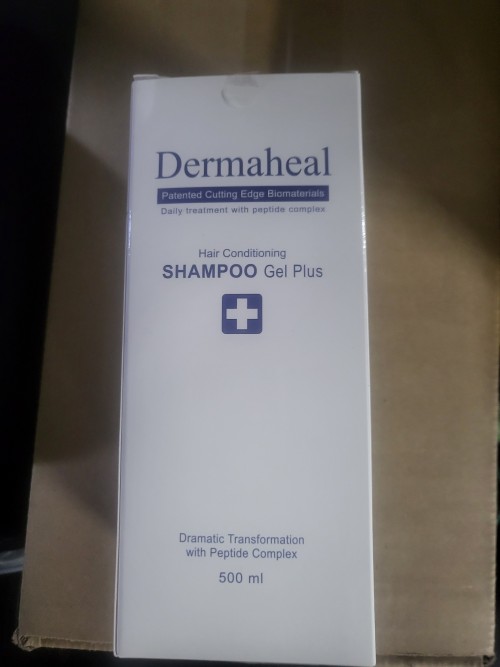 Dermaheal
Patented Cutting Edge Biomaterials
Daily treatment with peptide complex
Hair Conditioning
SHAMPOO Gel Plus
Dramatic Transformation
with Peptide Complex
500 ml